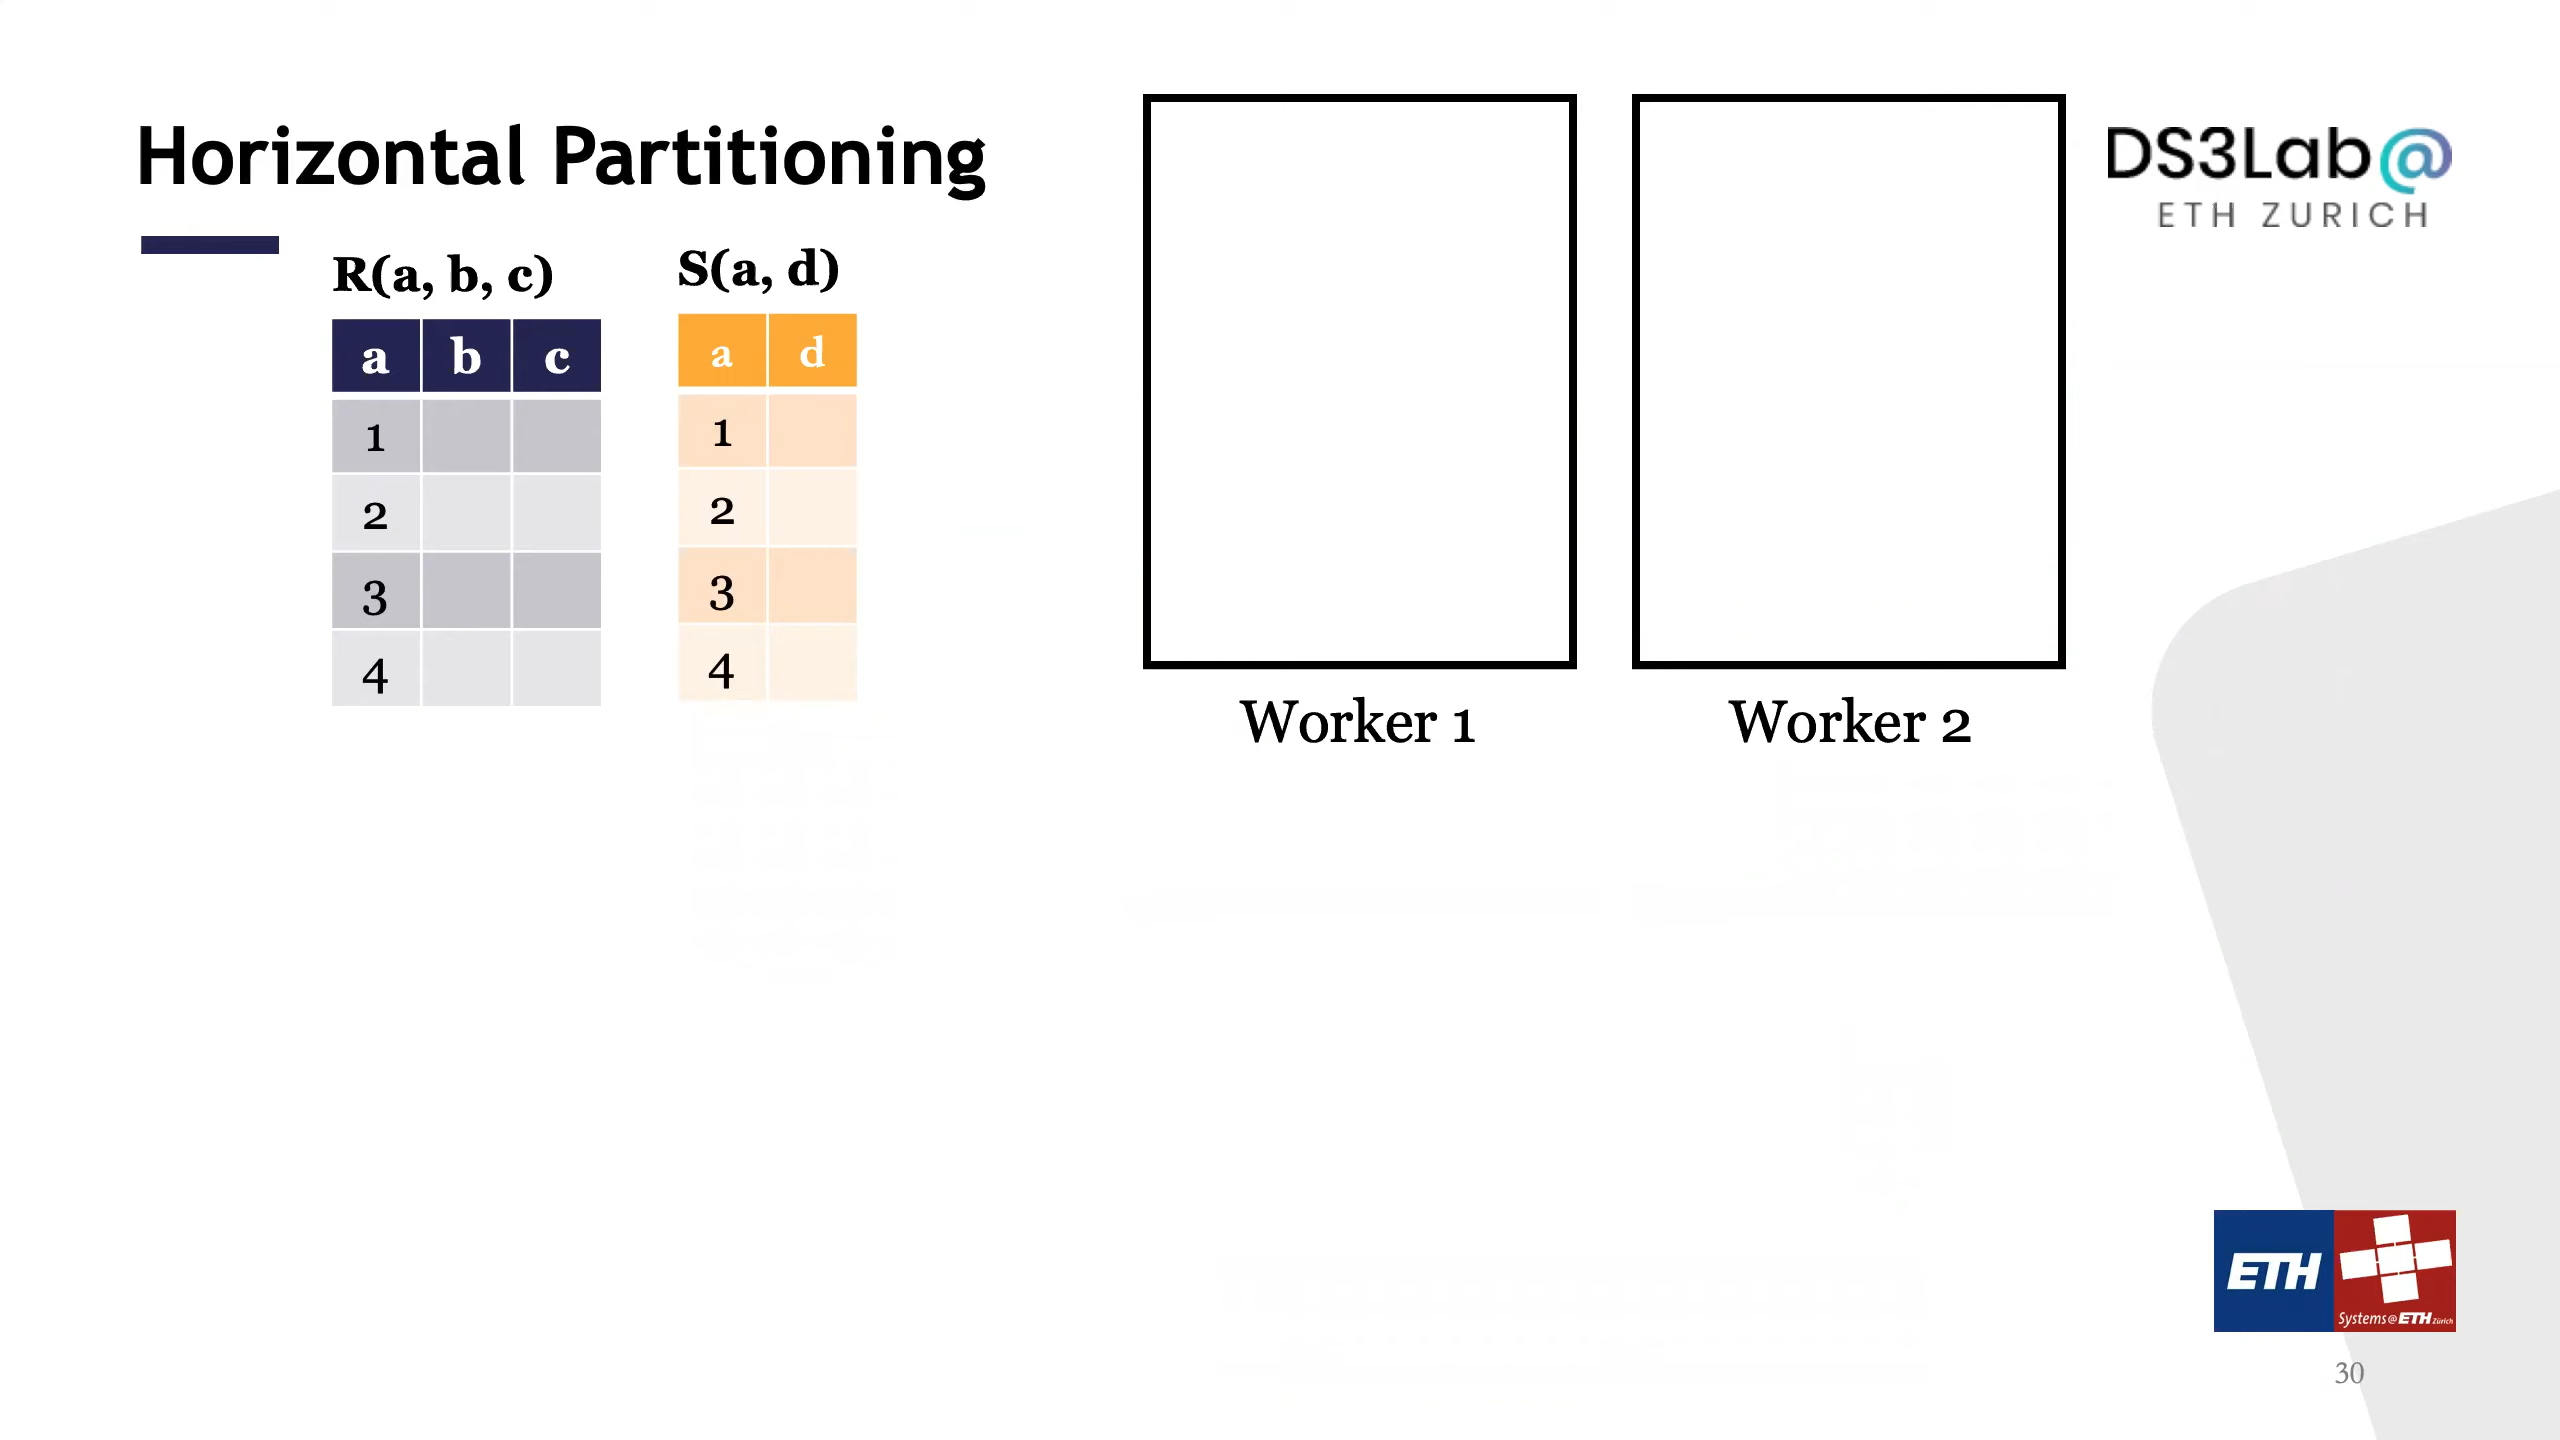 Horizontal Partitioning
DS3Lab@
ETH ZURICH
R(a, b, c)
a b c
1
2
3
4
S(a, d)
a d
1
2
3
4
Worker 1
Worker 2
ETH
Systems@ETH Zürich
30